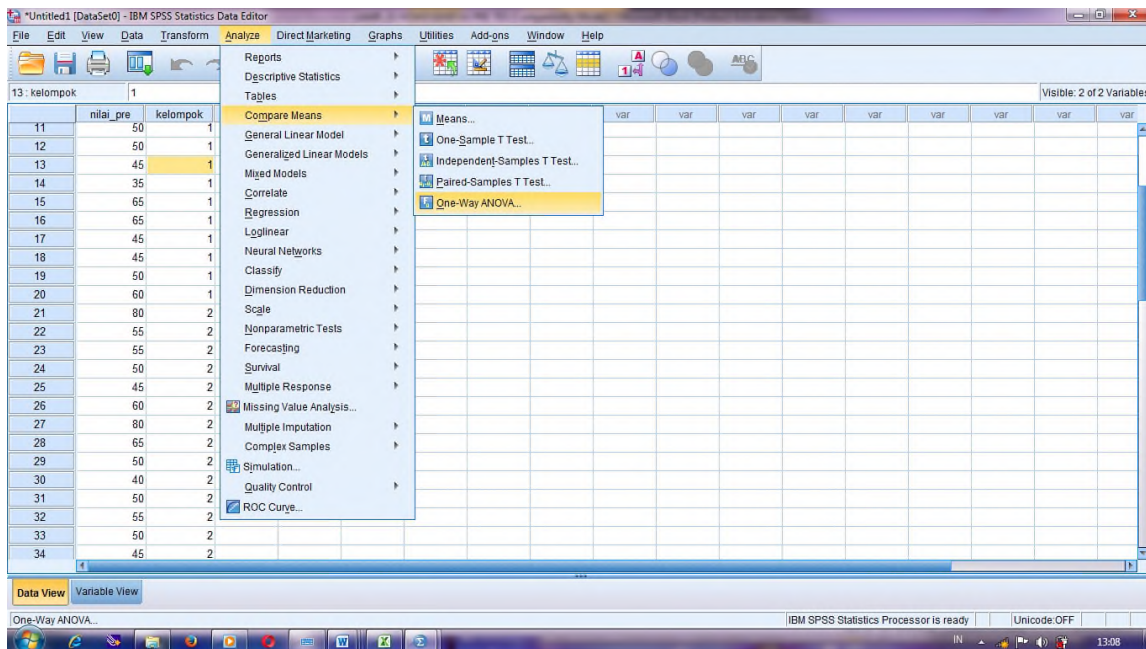 *Untitled1 [DataSet0] - IBM SPSS Statistics Data Editor
File Edit View Data Transform Analyze Direct Marketing Graphs Utilities Add-ons Window Help
13 : kelompok 1 Visible: 2 of 2 Variables
nilai_pre kelompok var var var var var var var var var
11 50 1
12 50 1
13 45 1
14 35 1
15 65 1
16 65 1
17 45 1
18 45 1
19 50 1
20 60 1
21 80 2
22 55 2
23 55 2
24 50 2
25 45 2
26 60 2
27 80 2
28 65 2
29 50 2
30 40 2
31 50 2
32 55 2
33 50 2
34 45 2
Reports
Descriptive Statistics
Tables
Compare Means
General Linear Model
Generalized Linear Models
Mixed Models
Correlate
Regression
Loglinear
Neural Networks
Classify
Dimension Reduction
Scale
Nonparametric Tests
Forecasting
Survival
Multiple Response
Missing Value Analysis...
Multiple Imputation
Complex Samples
Simulation...
Quality Control
ROC Curve...
Means...
One-Sample T Test...
Independent-Samples T Test...
Paired-Samples T Test...
One-Way ANOVA...
Data View Variable View
One-Way ANOVA... IBM SPSS Statistics Processor is ready Unicode:OFF
IN 13:08